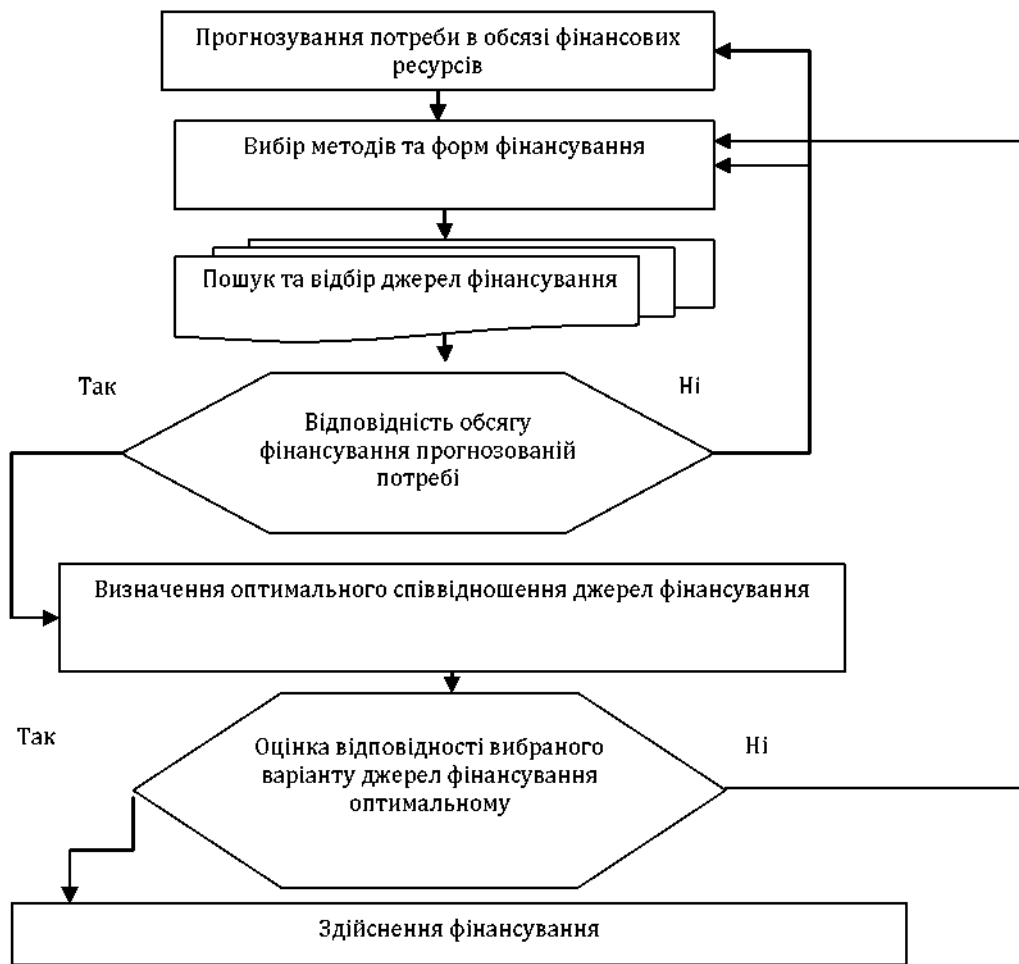 Прогнозування потреби в обсязі фінансових
ресурсів
Вибір методів та форм фінансування
Пошук та відбір джерел фінансування
Так
Ні
Відповідність обсягу
фінансування прогнозованій
потребі
Визначення оптимального співвідношення джерел фінансування
Так
Ні
Оцінка відповідності вибраного
варіанту джерел фінансування
оптимальному
Здійснення фінансування